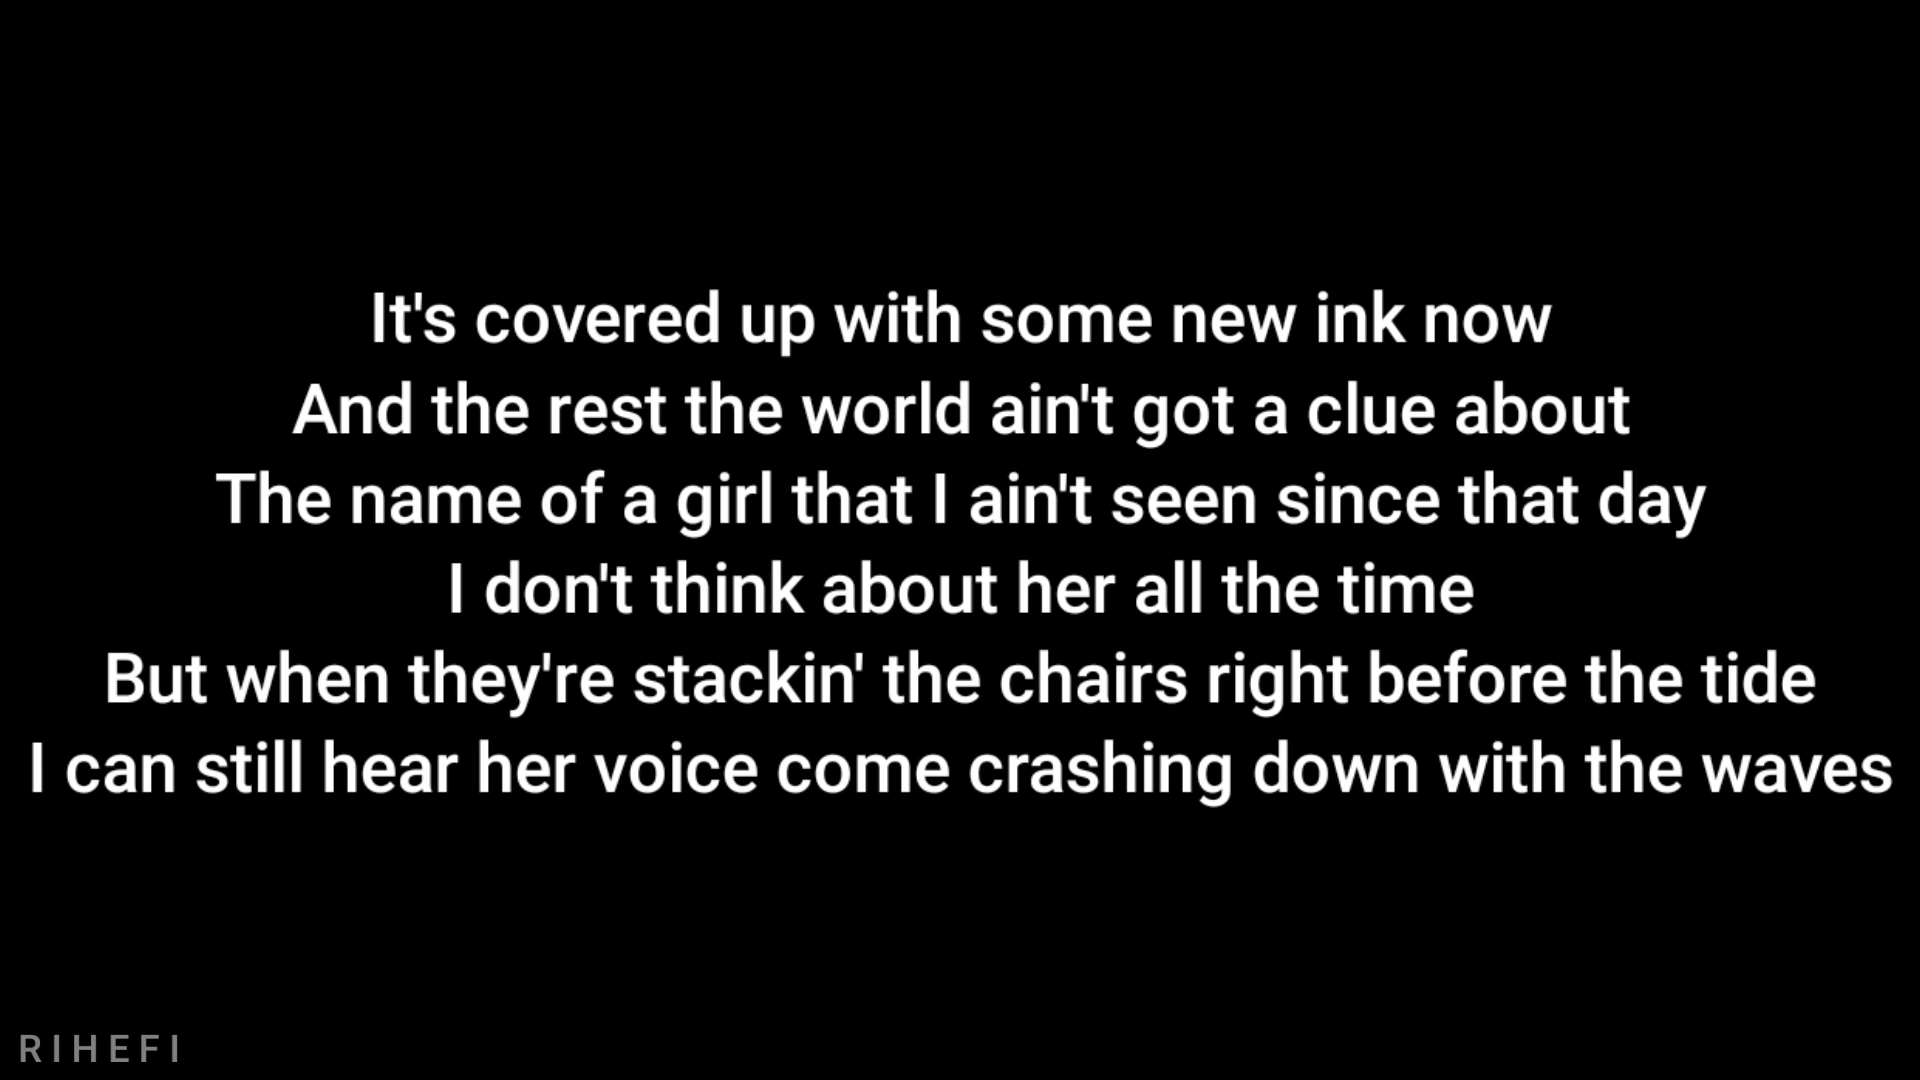 It's covered up with some new ink now
And the rest the world ain't got a clue about
The name of a girl that I ain't seen since that day
I don't think about her all the time
But when they're stackin' the chairs right before the tide
I can still hear her voice come crashing down with the waves
RIHEFI